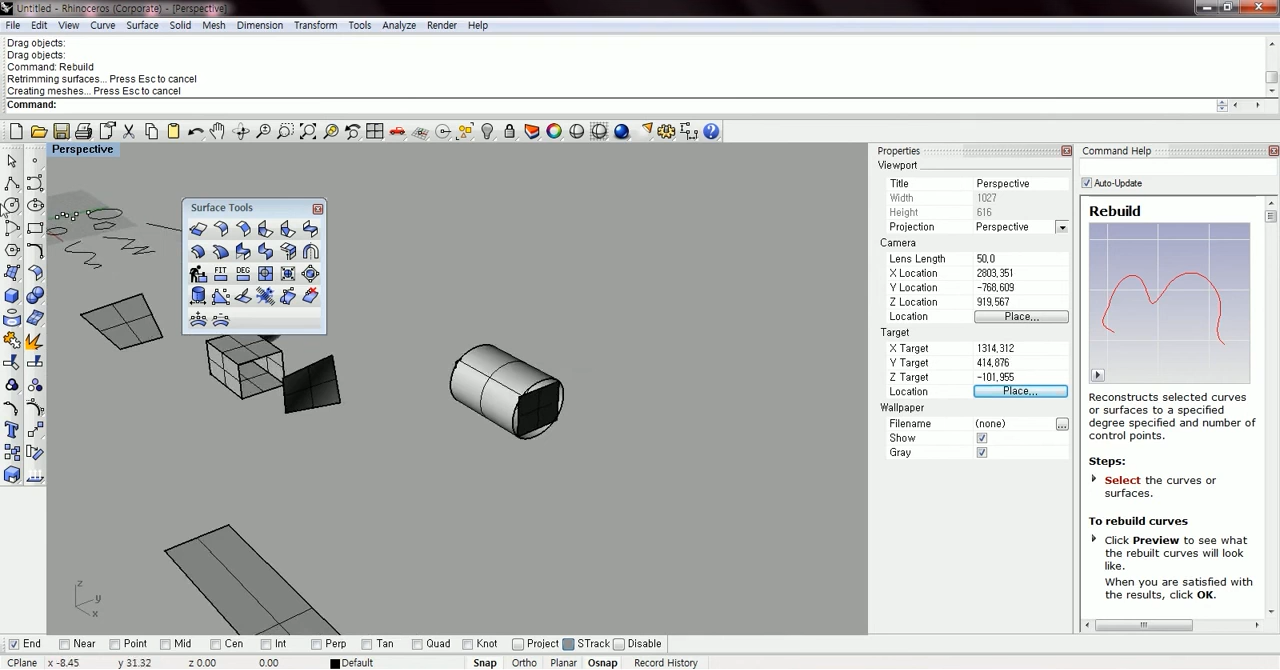 Untitled - Rhinoceros (Corporate) - [Perspective]
File Edit View Curve Surface Solid Mesh Dimension Transform Tools Analyze Render Help
Drag objects:
Drag objects:
Command: Rebuild
Retrimming surfaces... Press Esc to cancel
Creating meshes... Press Esc to cancel
Command:
Perspective
Surface Tools
FIT DEG
z
y
x
Properties
Viewport
Title Perspective
Width 1027
Height 616
Projection Perspective
Camera
Lens Length 50,0
X Location 2803,351
Y Location -768,609
Z Location 919,567
Location Place...
Target
X Target 1314,312
Y Target 414,876
Z Target -101,955
Location Place...
Wallpaper
Filename (none) ...
Show
Gray
Command Help
Auto-Update
Rebuild
Reconstructs selected curves
or surfaces to a specified
degree specified and number of
control points.
Steps:
Select the curves or
surfaces.
To rebuild curves
Click Preview to see what
the rebuilt curves will look
like.
When you are satisfied with
the results, click OK.
End Near Point Mid Cen Int Perp Tan Quad Knot Project STrack Disable
CPlane x -8.45 y 31.32 z 0.00 0.00 Default Snap Ortho Planar Osnap Record History